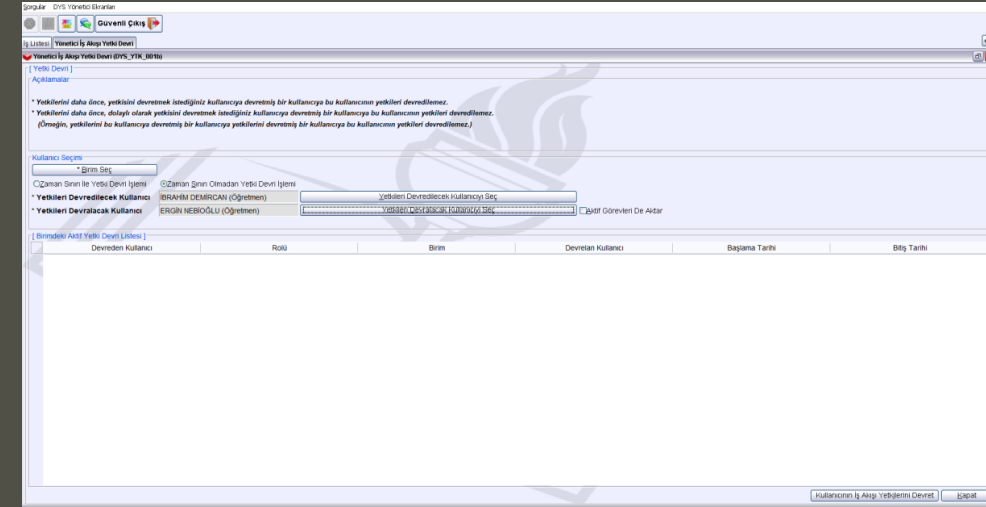 Sorgular DYS Yönetici Ekranları
Güvenli Çıkış
İş Listesi Yönetici İş Akışı Yetki Devri
Yönetici İş Akışı Yetki Devri (DYS_YTK_001b)
[ Yetki Devri ]
Açıklamalar
* Yetkilerini daha önce, yetkisini devretmek istediğiniz kullanıcıya devretmiş bir kullanıcıya bu kullanıcının yetkileri devredilemez.
* Yetkilerini daha önce, dolaylı olarak yetkisini devretmek istediğiniz kullanıcıya devretmiş bir kullanıcıya bu kullanıcının yetkileri devredilemez.
(Örneğin, yetkilerini bu kullanıcıya devretmiş bir kullanıcıya yetkilerini devretmiş bir kullanıcıya bu kullanıcının yetkileri devredilemez.)
Kullanıcı Seçimi
* Birim Seç
Zaman Sınırı İle Yetki Devri İşlemi Zaman Sınırı Olmadan Yetki Devri İşlemi
* Yetkileri Devredilecek Kullanıcı İBRAHİM DEMİRCAN (Öğretmen) Yetkileri Devredilecek Kullanıcıyı Seç
* Yetkileri Devralacak Kullanıcı ERGİN NEBİOĞLU (Öğretmen) Yetkileri Devralacak Kullanıcıyı Seç Aktif Görevleri De Aktar
[ Birimdeki Aktif Yetki Devri Listesi ]
Devreden Kullanıcı Rolü Birim Devrelan Kullanıcı Başlama Tarihi Bitiş Tarihi
Kullanıcının İş Akışı Yetkilerini Devret Kapat